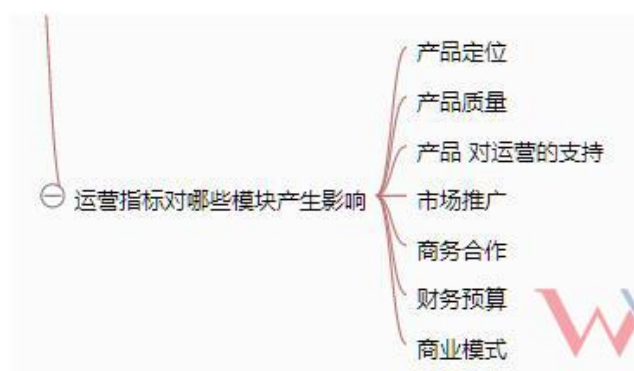 产品定位
产品质量
产品 对运营的支持
运营指标对哪些模块产生影响
市场推广
商务合作
财务预算
商业模式